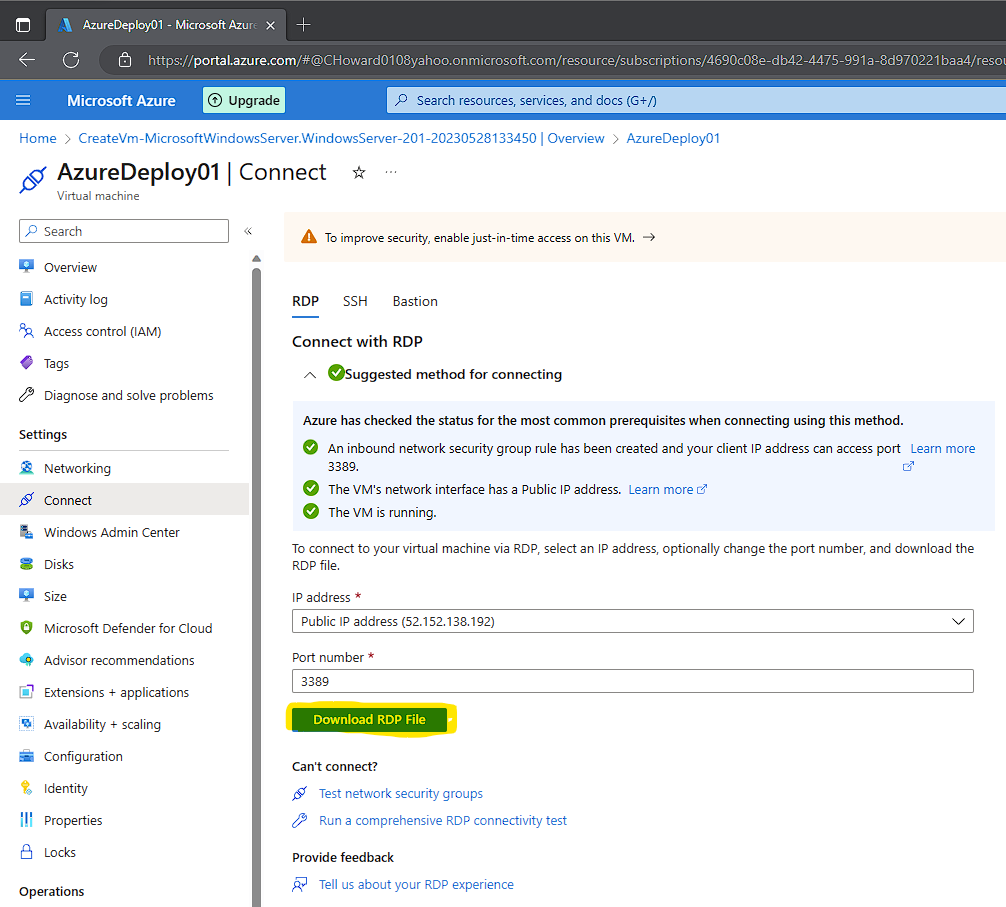 AzureDeploy01 - Microsoft Azure
https://portal.azure.com/#@CHoward0108yahoo.onmicrosoft.com/resource/subscriptions/4690c08e-db42-4475-991a-8d970221baa4/resou
Microsoft Azure
Upgrade
Search resources, services, and docs (G+/)
Home > CreateVm-MicrosoftWindowsServer.WindowsServer-201-20230528133450 | Overview > AzureDeploy01
AzureDeploy01 | Connect
Virtual machine
Search
Overview
Activity log
Access control (IAM)
Tags
Diagnose and solve problems
Settings
Networking
Connect
Windows Admin Center
Disks
Size
Microsoft Defender for Cloud
Advisor recommendations
Extensions + applications
Availability + scaling
Configuration
Identity
Properties
Locks
Operations
To improve security, enable just-in-time access on this VM. →
RDP SSH Bastion
Connect with RDP
Suggested method for connecting
Azure has checked the status for the most common prerequisites when connecting using this method.
An inbound network security group rule has been created and your client IP address can access port Learn more
3389.
The VM's network interface has a Public IP address. Learn more
The VM is running.
To connect to your virtual machine via RDP, select an IP address, optionally change the port number, and download the
RDP file.
IP address *
Public IP address (52.152.138.192)
Port number *
3389
Download RDP File
Can't connect?
Test network security groups
Run a comprehensive RDP connectivity test
Provide feedback
Tell us about your RDP experience